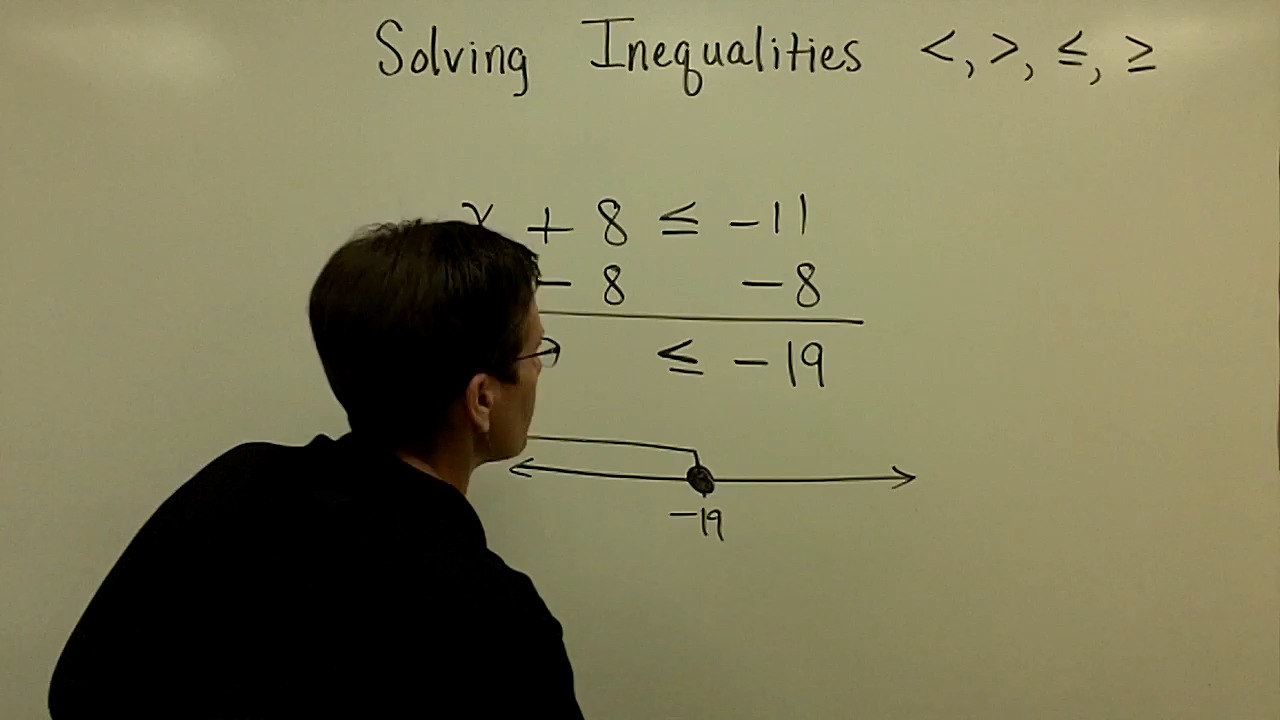 Solving Inequalities <, >, ≤, ≥
x + 8 ≤ -11
- 8 -8
≤ -19
-19